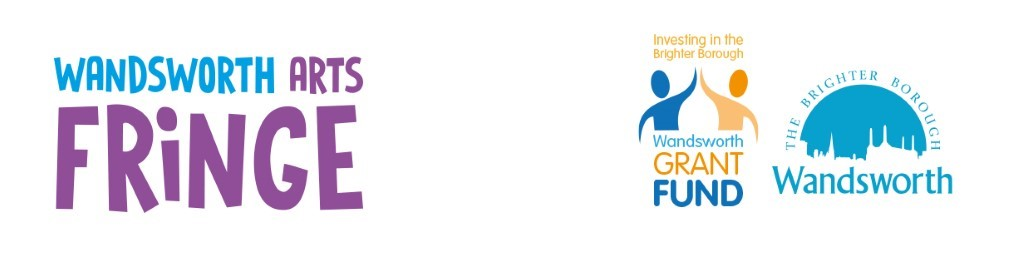 WANDSWORTH ARTS
FRiNGE
Investing in the
Brighter Borough
Wandsworth
GRANT
FUND
THE BRIGHTER BOROUGH
Wandsworth